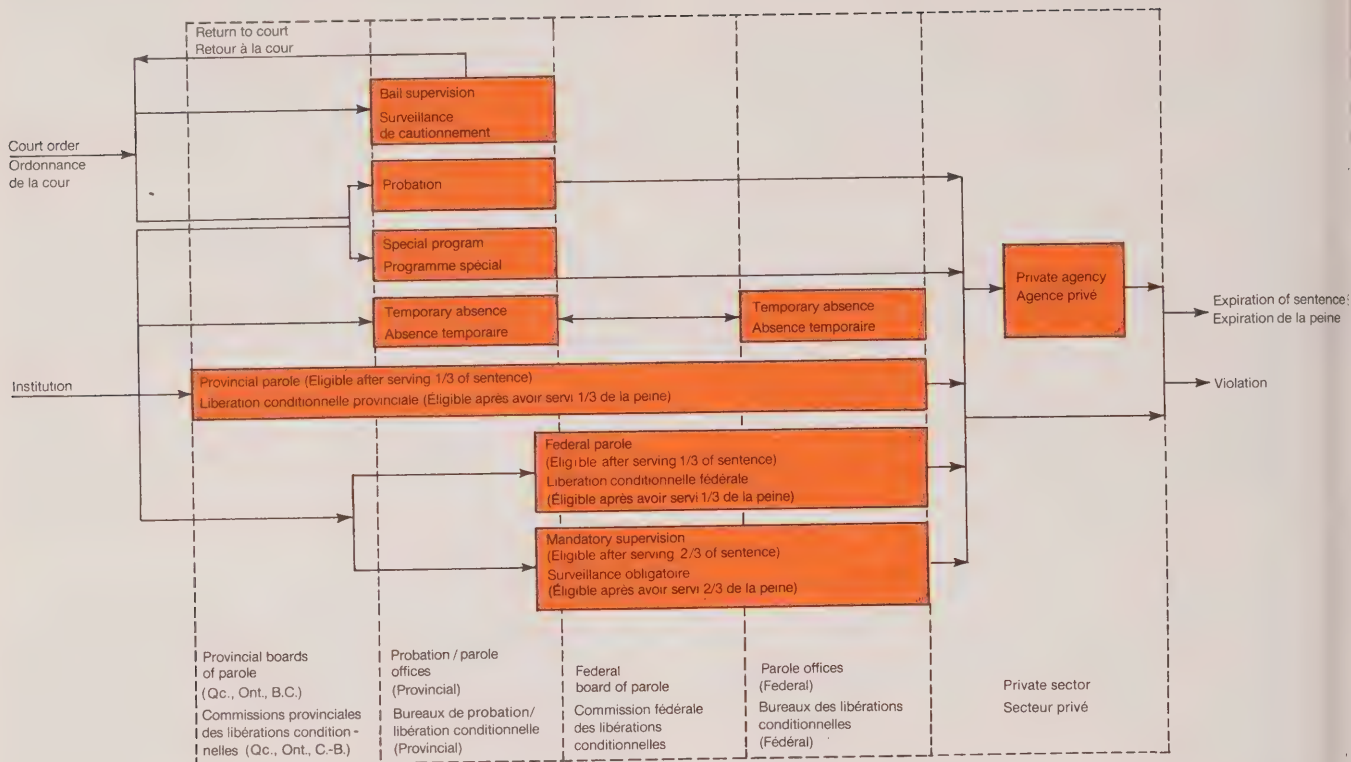 Return to court
Retour à la cour
Bail supervision
Surveillance
de cautionnement
Court order
Ordonnance
de la cour
Probation
Special program
Programme spécial
Private agency
Agence privé
Temporary absence
Absence temporaire
Temporary absence
Absence temporaire
Expiration of sentence
Expiration de la peine
Institution
Provincial parole (Eligible after serving 1/3 of sentence)
Liberation conditionnelle provinciale (Éligible après avoir servi 1/3 de la peine)
Violation
Federal parole
(Eligible after serving 1/3 of sentence)
Liberation conditionnelle fédérale
(Éligible après avoir servi 1/3 de la peine)
Mandatory supervision
(Eligible after serving 2/3 of sentence)
Surveillance obligatoire
(Éligible après avoir servi 2/3 de la peine)
Provincial boards
of parole
(Qc., Ont., B.C.)
Commissions provinciales
des libérations condition-
nelles (Qc., Ont., C.-B.)
Probation / parole
offices
(Provincial)
Bureaux de probation/
libération conditionnelle
(Provincial)
Federal
board of parole
Commission fédérale
des libérations
conditionnelles
Parole offices
(Federal)
Bureaux des libérations
conditionnelles
(Fédéral)
Private sector
Secteur privé